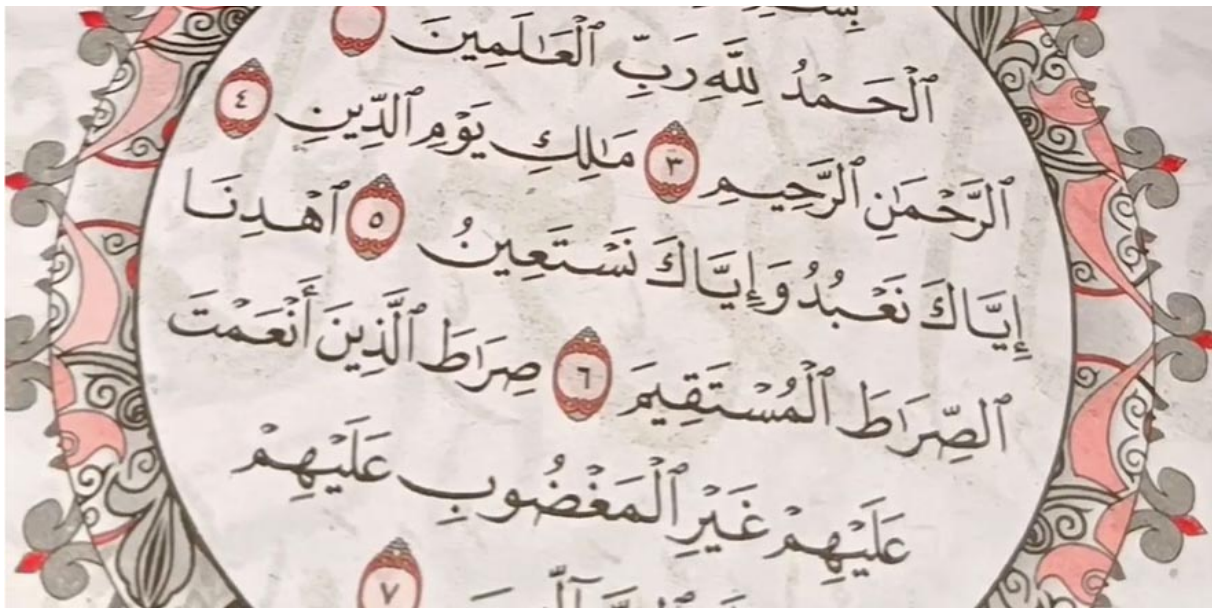 ٱلْحَمْدُ لِلَّهِ رَبِّ ٱلْعَٰلَمِينَ
ٱلرَّحْمَٰنِ ٱلرَّحِيمِ ٣ مَٰلِكِ يَوْمِ ٱلدِّينِ ٤
إِيَّاكَ نَعْبُدُ وَإِيَّاكَ نَسْتَعِينُ ٥ ٱهْدِنَا
ٱلصِّرَٰطَ ٱلْمُسْتَقِيمَ ٦ صِرَٰطَ ٱلَّذِينَ أَنْعَمْتَ
عَلَيْهِمْ غَيْرِ ٱلْمَغْضُوبِ عَلَيْهِمْ
٧